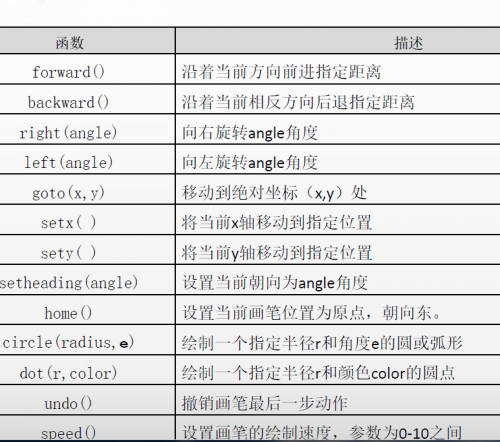 函数 描述
forward() 沿着当前方向前进指定距离
backward() 沿着当前相反方向后退指定距离
right(angle) 向右旋转angle角度
left(angle) 向左旋转angle角度
goto(x,y) 移动到绝对坐标（x,y）处
setx( ) 将当前x轴移动到指定位置
sety( ) 将当前y轴移动到指定位置
setheading(angle) 设置当前朝向为angle角度
home() 设置当前画笔位置为原点，朝向东。
circle(radius,e) 绘制一个指定半径r和角度e的圆或弧形
dot(r,color) 绘制一个指定半径r和颜色color的圆点
undo() 撤销画笔最后一步动作
speed() 设置画笔的绘制速度，参数为0-10之间